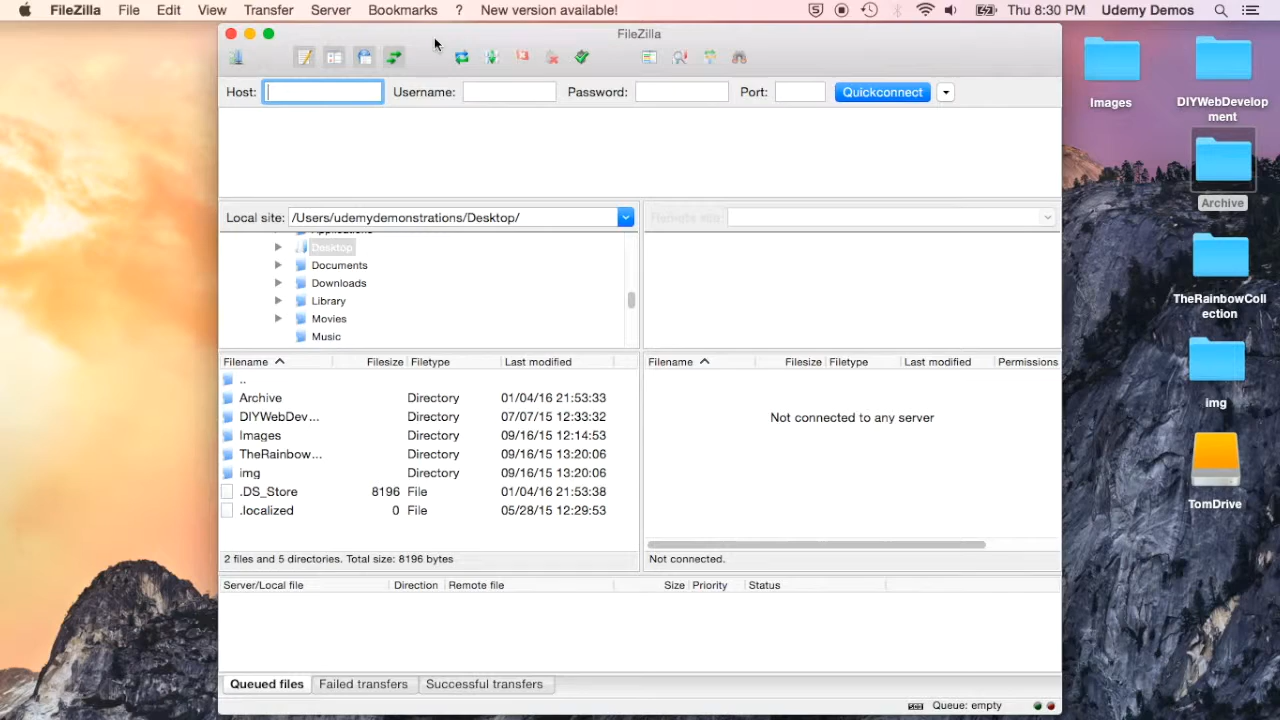 FileZilla File Edit View Transfer Server Bookmarks ? New version available! Thu 8:30 PM Udemy Demos
FileZilla
Host: Username: Password: Port: Quickconnect
Local site: /Users/udemydemonstrations/Desktop/ Remote site:
Applications
Desktop
Documents
Downloads
Library
Movies
Music
Filename Filesize Filetype Last modified
..
Archive Directory 01/04/16 21:53:33
DIYWebDev... Directory 07/07/15 12:33:32
Images Directory 09/16/15 12:14:53
TheRainbow... Directory 09/16/15 13:20:06
img Directory 09/16/15 13:20:06
.DS_Store 8196 File 01/04/16 21:53:38
.localized 0 File 05/28/15 12:29:53
2 files and 5 directories. Total size: 8196 bytes
Filename Filesize Filetype Last modified Permissions
Not connected to any server
Not connected.
Server/Local file Direction Remote file Size Priority Status
Queued files Failed transfers Successful transfers
Queue: empty
Images
DIYWebDevelop
ment
Archive
TheRainbowColl
ection
img
TomDrive